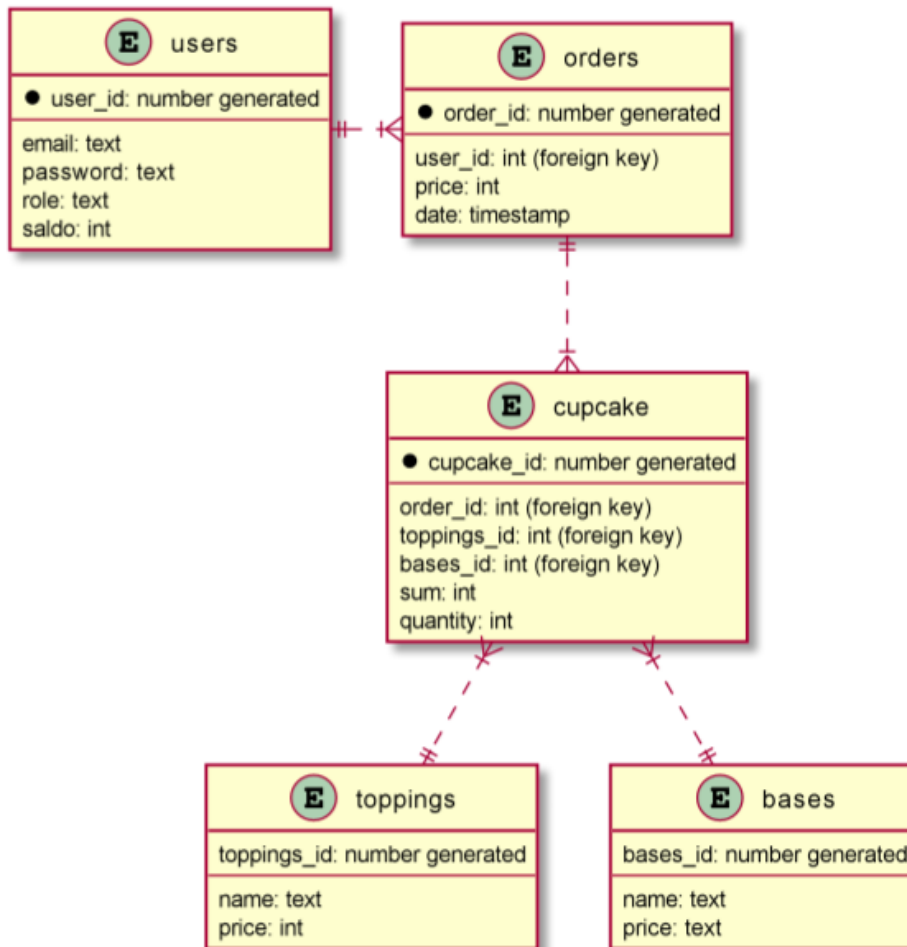 E users
user_id: number generated
email: text
password: text
role: text
saldo: int
E orders
order_id: number generated
user_id: int (foreign key)
price: int
date: timestamp
E cupcake
cupcake_id: number generated
order_id: int (foreign key)
toppings_id: int (foreign key)
bases_id: int (foreign key)
sum: int
quantity: int
E toppings
toppings_id: number generated
name: text
price: int
E bases
bases_id: number generated
name: text
price: text